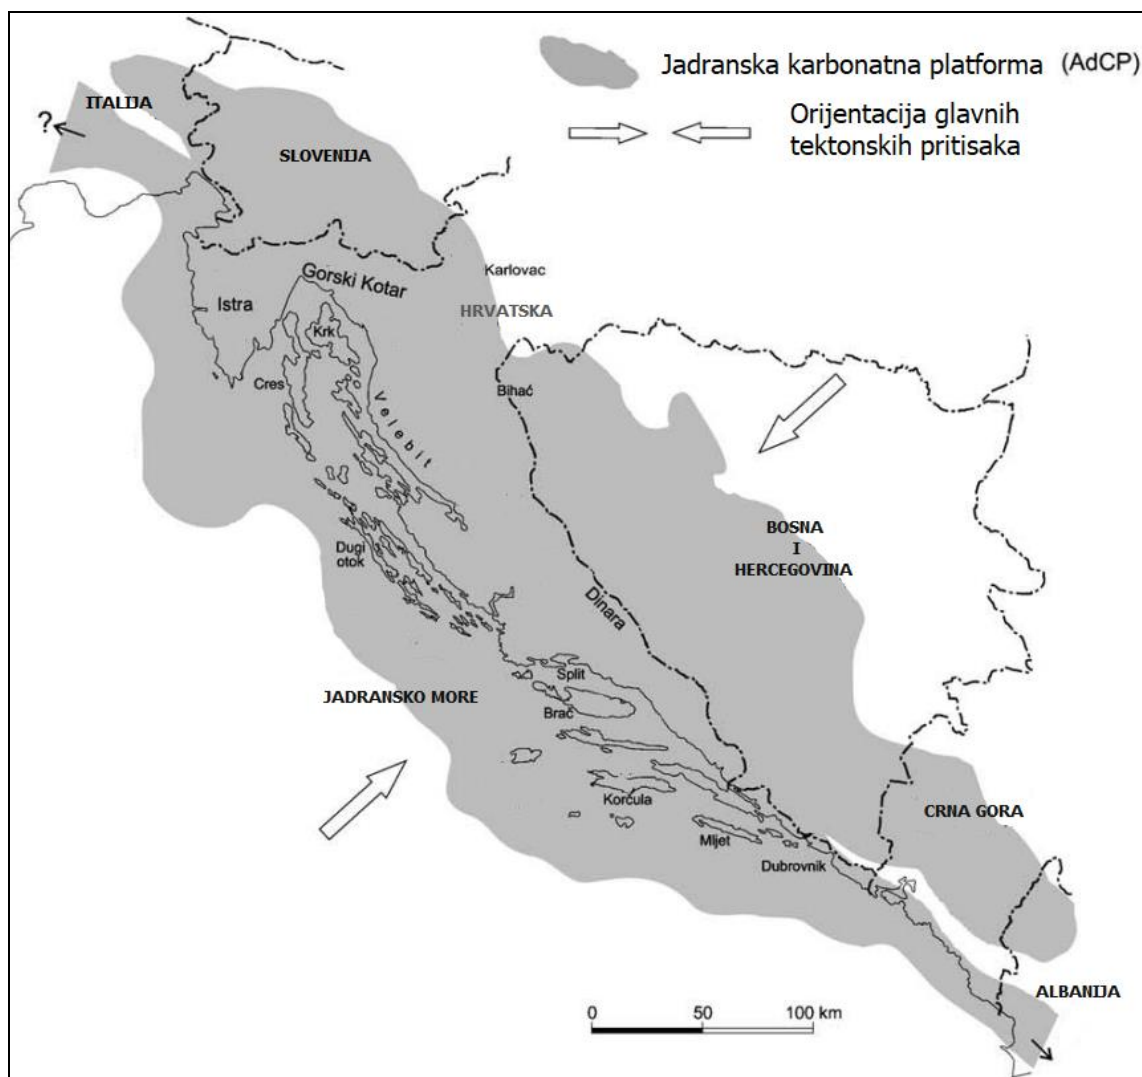 Jadranska karbonatna platforma (AdCP)
Orijentacija glavnih
tektonskih pritisaka
ITALIJA
?
SLOVENIJA
Karlovac
Gorski Kotar
Istra
HRVATSKA
Krk
Cres
Bihać
Velebit
BOSNA
I
HERCEGOVINA
Dugi
otok
Dinara
Split
JADRANSKO MORE
Brač
Korčula
CRNA GORA
Mljet
Dubrovnik
ALBANIJA
0 50 100 km